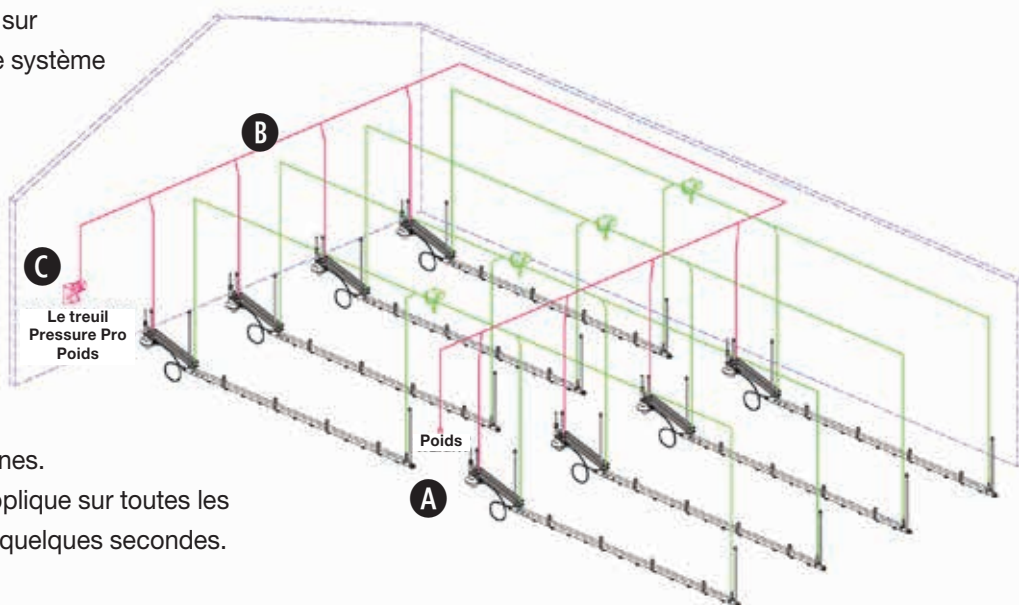 sur
système
B
C
Le treuil
Pressure Pro
Poids
Poids
A
nes.
pplique sur toutes les
quelques secondes.